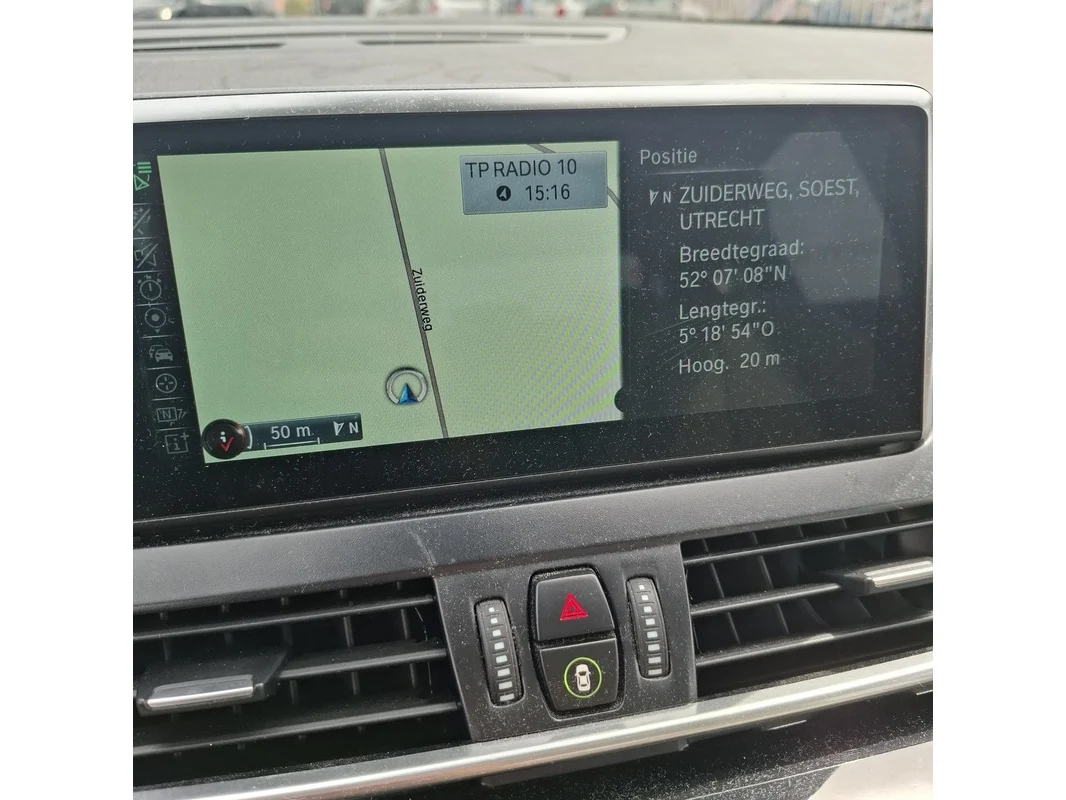 TP RADIO 10
15:16
Zuiderweg
50 m
N
Positie
N ZUIDERWEG, SOEST,
UTRECHT
Breedtegraad:
52° 07' 08"N
Lengtegr.:
5° 18' 54"O
Hoog. 20 m